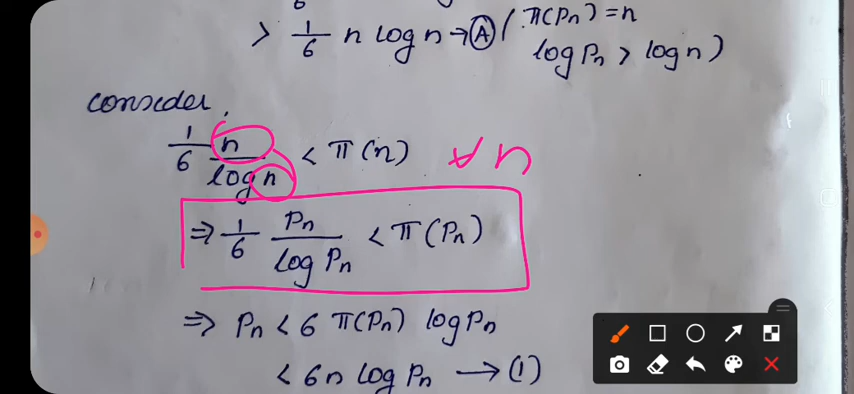 > 1/6 n log n → Ⓐ ( π(Pn) = n
log Pn > log n )
consider,
1/6 n/log n < π(n) ∀ n
⇒ 1/6 Pn/log Pn < π(Pn)
⇒ Pn < 6 π(Pn) log Pn
< 6n log Pn → (1)